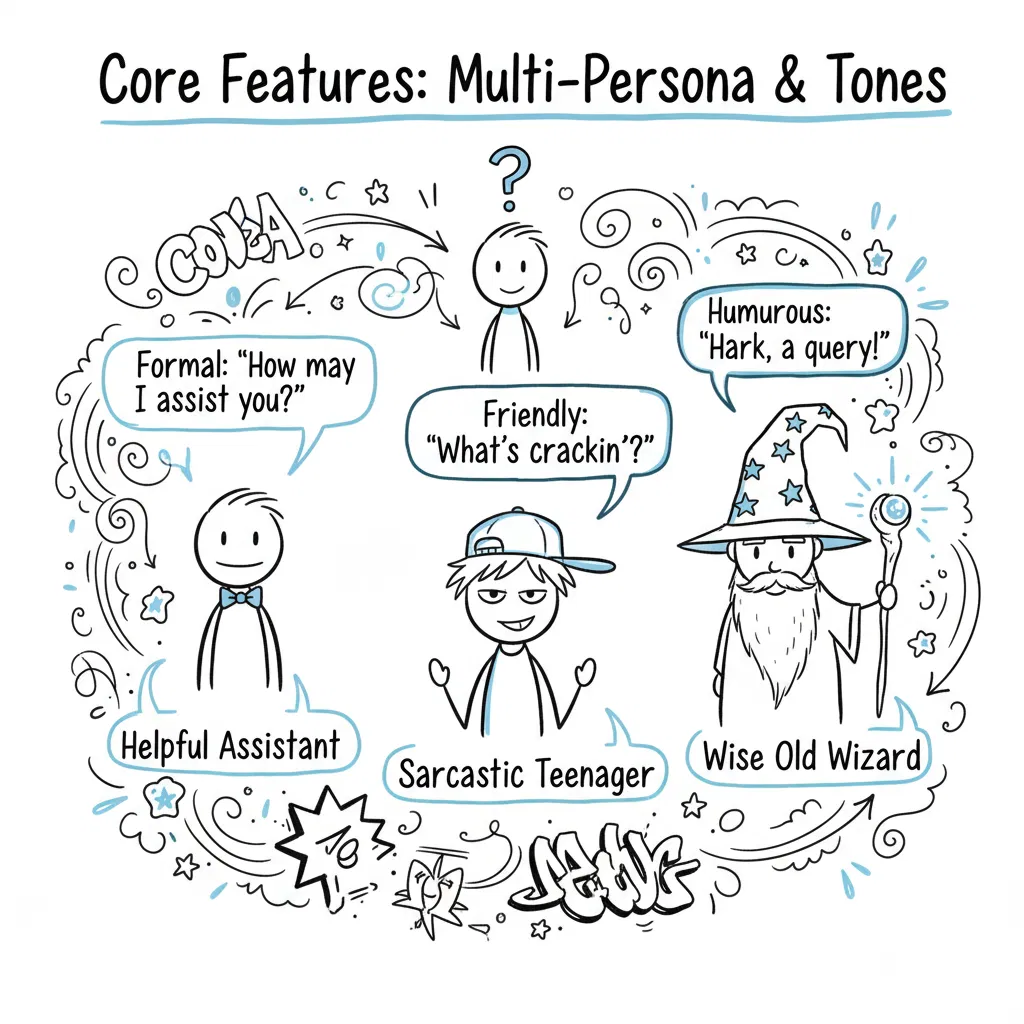 Core Features: Multi-Persona & Tones
?
Formal: “How may
I assist you?”
Friendly:
“What's crackin'?”
Humurous:
“Hark, a query!”
Helpful Assistant
Sarcastic Teenager
Wise Old Wizard